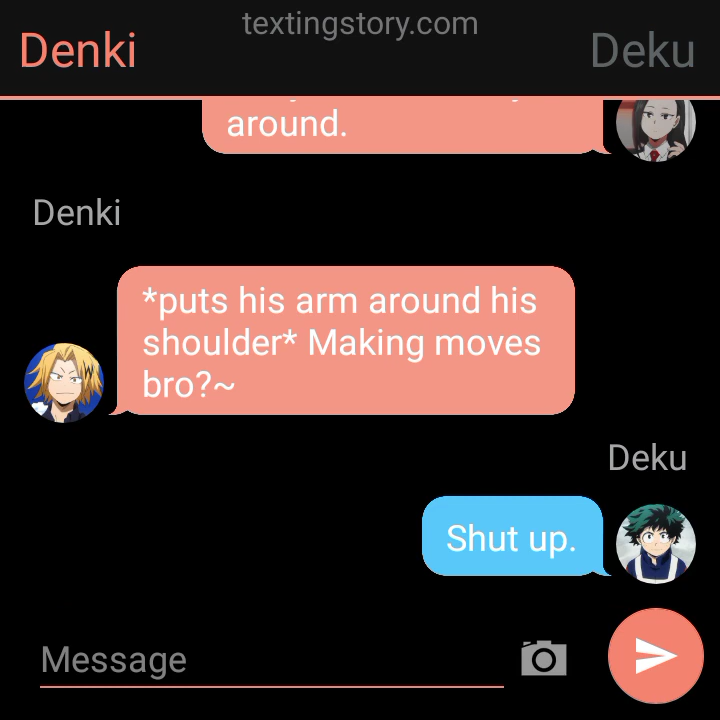 textingstory.com
Denki
Deku
around.
Denki
*puts his arm around his
shoulder* Making moves
bro?~
Deku
Shut up.
Message